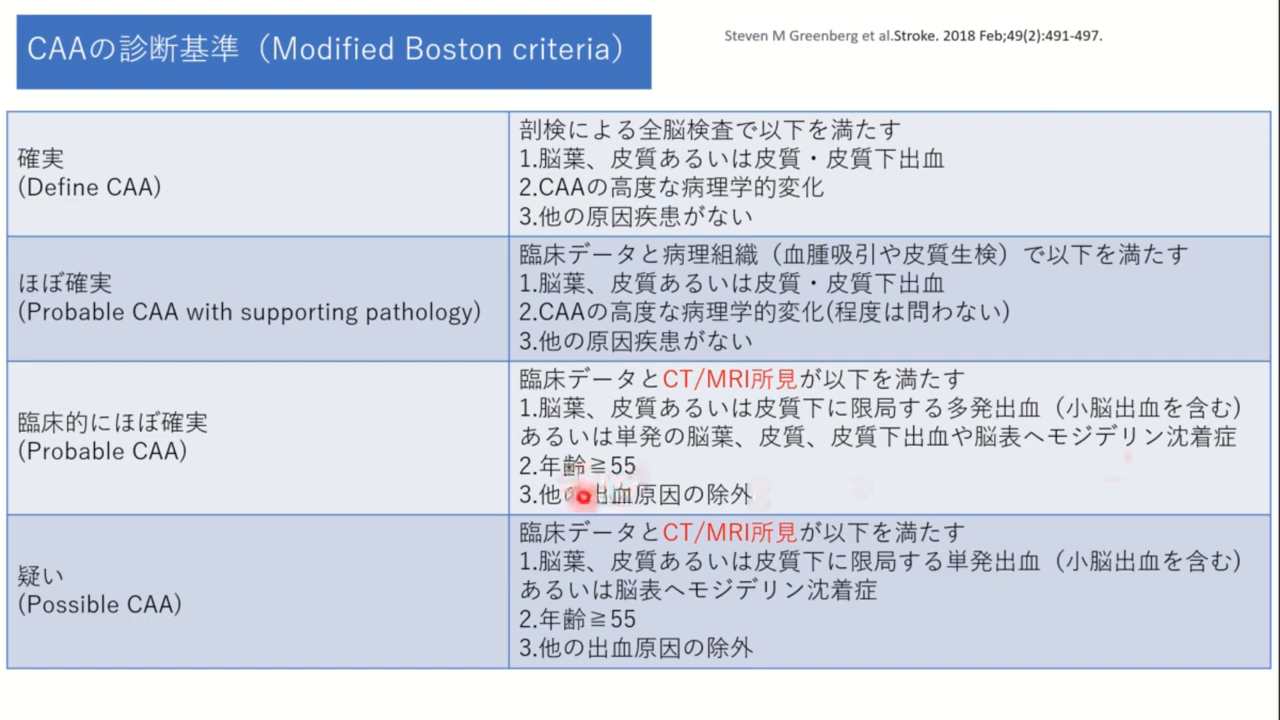 CAAの診断基準（Modified Boston criteria）
Steven M Greenberg et al.Stroke. 2018 Feb;49(2):491-497.
確実
(Define CAA)
剖検による全脳検査で以下を満たす
1.脳葉、皮質あるいは皮質・皮質下出血
2.CAAの高度な病理学的変化
3.他の原因疾患がない
ほぼ確実
(Probable CAA with supporting pathology)
臨床データと病理組織（血腫吸引や皮質生検）で以下を満たす
1.脳葉、皮質あるいは皮質・皮質下出血
2.CAAの高度な病理学的変化(程度は問わない)
3.他の原因疾患がない
臨床的にほぼ確実
(Probable CAA)
臨床データとCT/MRI所見が以下を満たす
1.脳葉、皮質あるいは皮質下に限局する多発出血（小脳出血を含む）
あるいは単発の脳葉、皮質、皮質下出血や脳表ヘモジデリン沈着症
2.年齢≧55
3.他の出血原因の除外
疑い
(Possible CAA)
臨床データとCT/MRI所見が以下を満たす
1.脳葉、皮質あるいは皮質下に限局する単発出血（小脳出血を含む）
あるいは脳表ヘモジデリン沈着症
2.年齢≧55
3.他の出血原因の除外